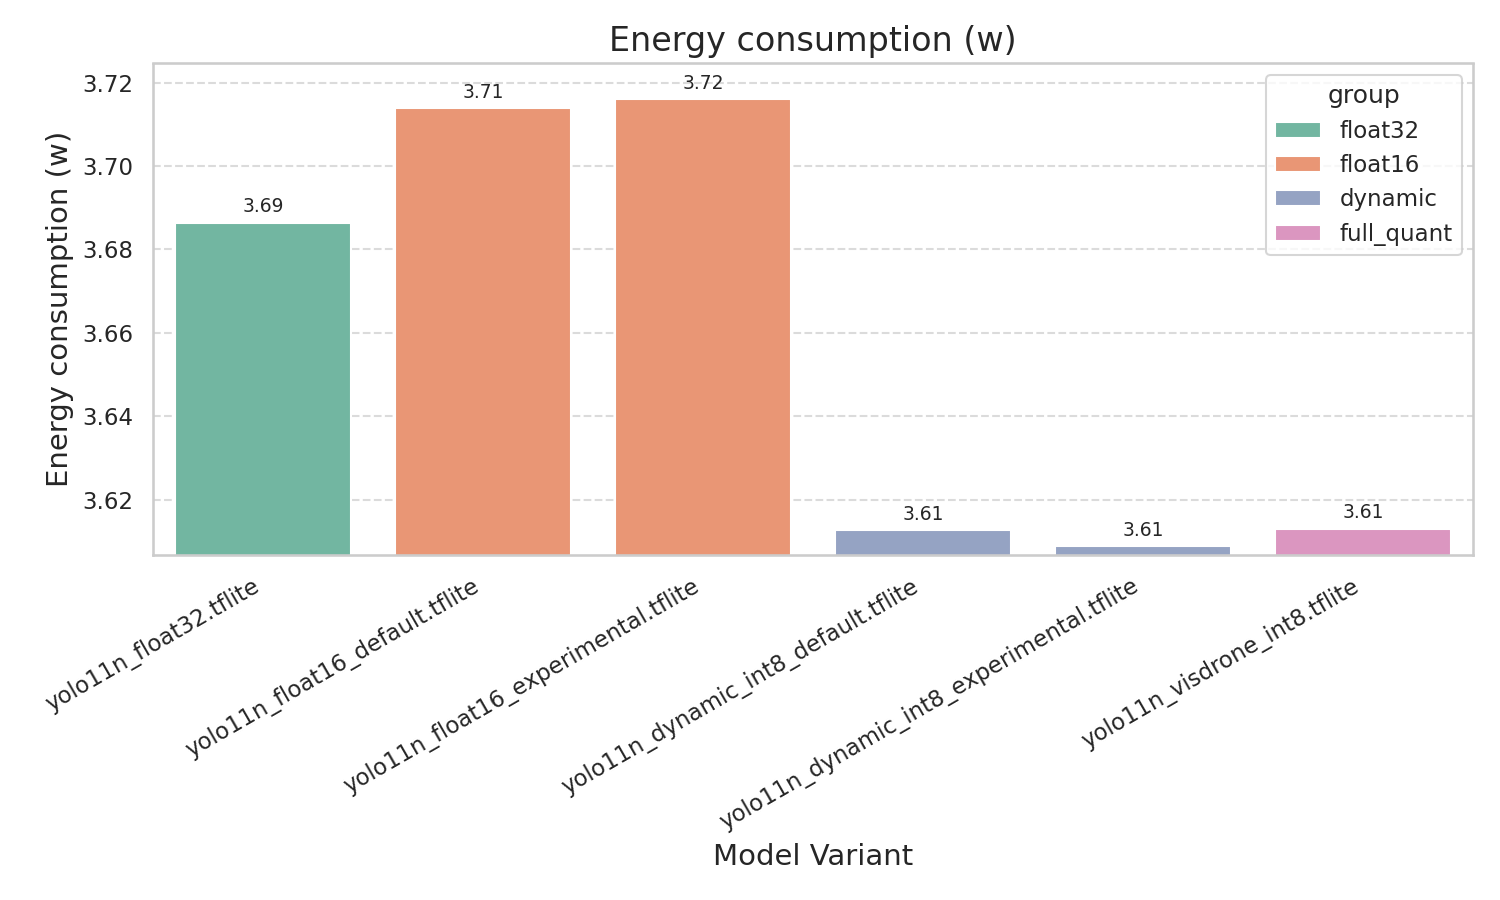 Energy consumption (w)
Energy consumption (w)
3.72
3.70
3.68
3.66
3.64
3.62
3.69
3.71
3.72
3.61
3.61
3.61
group
float32
float16
dynamic
full_quant
yolo11n_float32.tflite
yolo11n_float16_default.tflite
yolo11n_float16_experimental.tflite
yolo11n_dynamic_int8_default.tflite
yolo11n_dynamic_int8_experimental.tflite
yolo11n_visdrone_int8.tflite
Model Variant